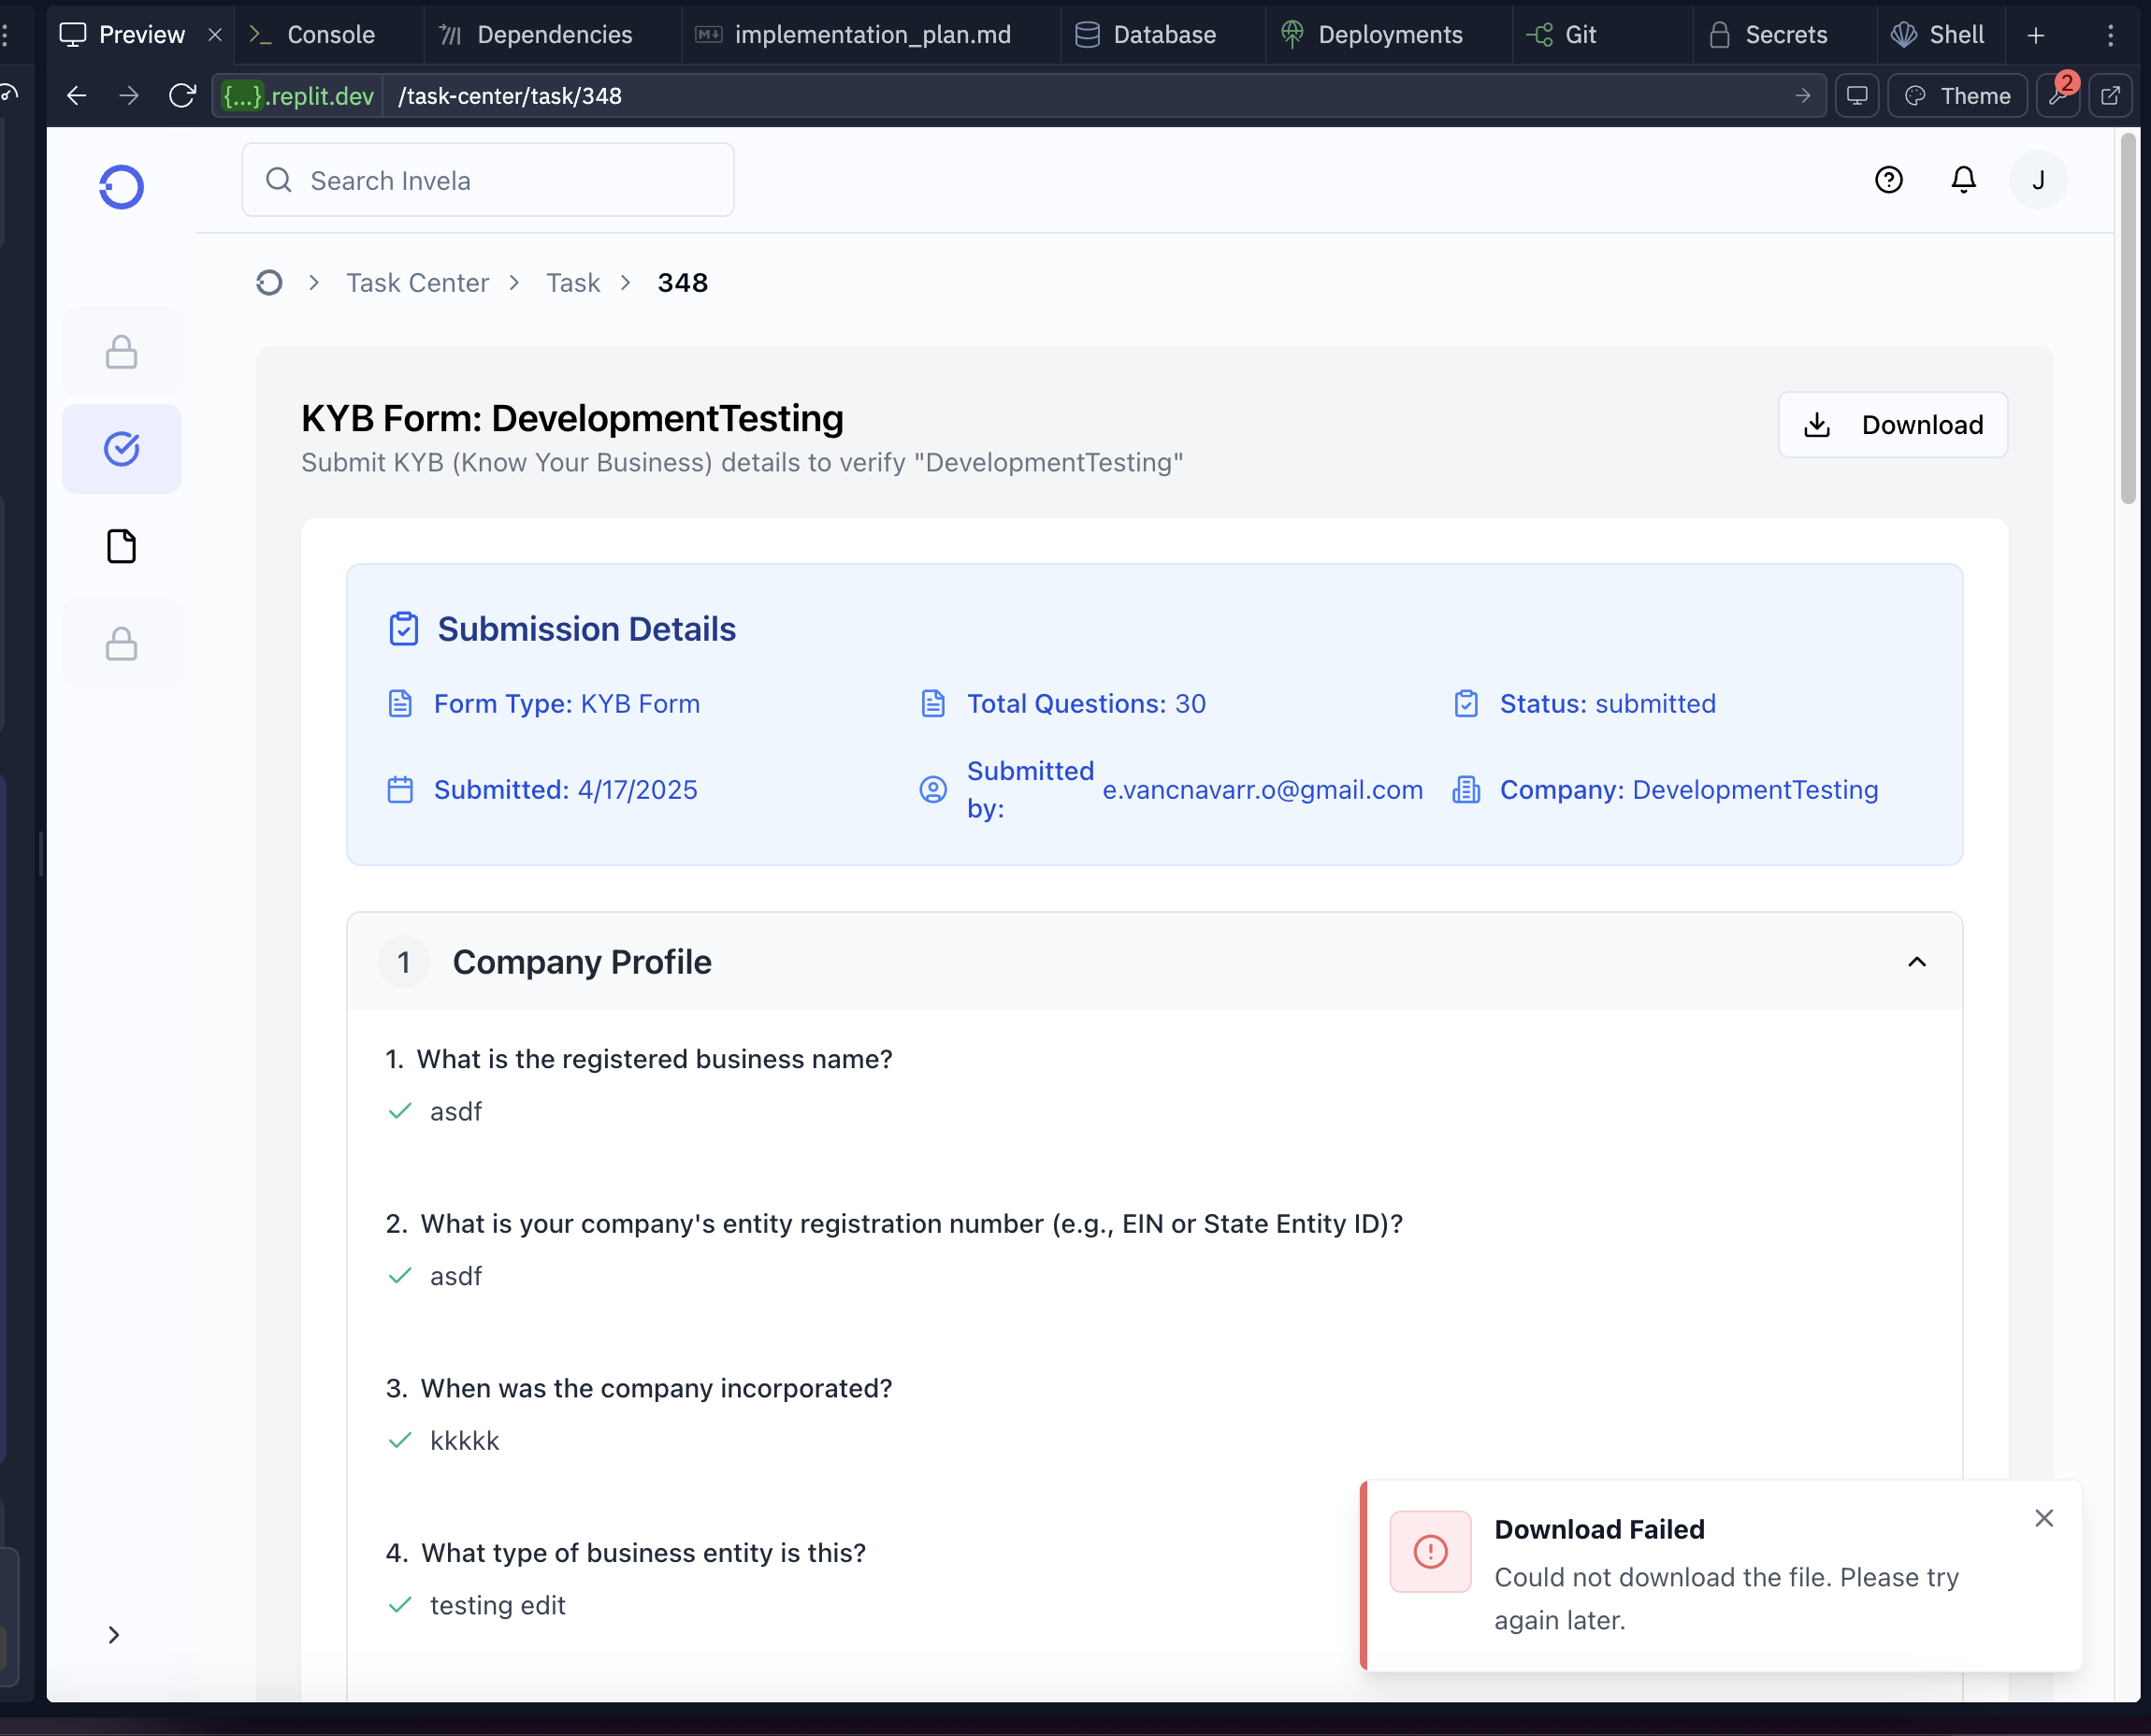 Preview
Console
Dependencies
implementation_plan.md
Database
Deployments
Git
Secrets
Shell
{...}.replit.dev
/task-center/task/348
Theme
2
Search Invela
J
Task Center
Task
348
KYB Form: DevelopmentTesting
Submit KYB (Know Your Business) details to verify "DevelopmentTesting"
Download
Submission Details
Form Type: KYB Form
Total Questions: 30
Status: submitted
Submitted: 4/17/2025
Submitted
by:
e.vancnavarr.o@gmail.com
Company: DevelopmentTesting
1
Company Profile
1. What is the registered business name?
asdf
2. What is your company's entity registration number (e.g., EIN or State Entity ID)?
asdf
3. When was the company incorporated?
kkkkk
4. What type of business entity is this?
testing edit
Download Failed
Could not download the file. Please try
again later.